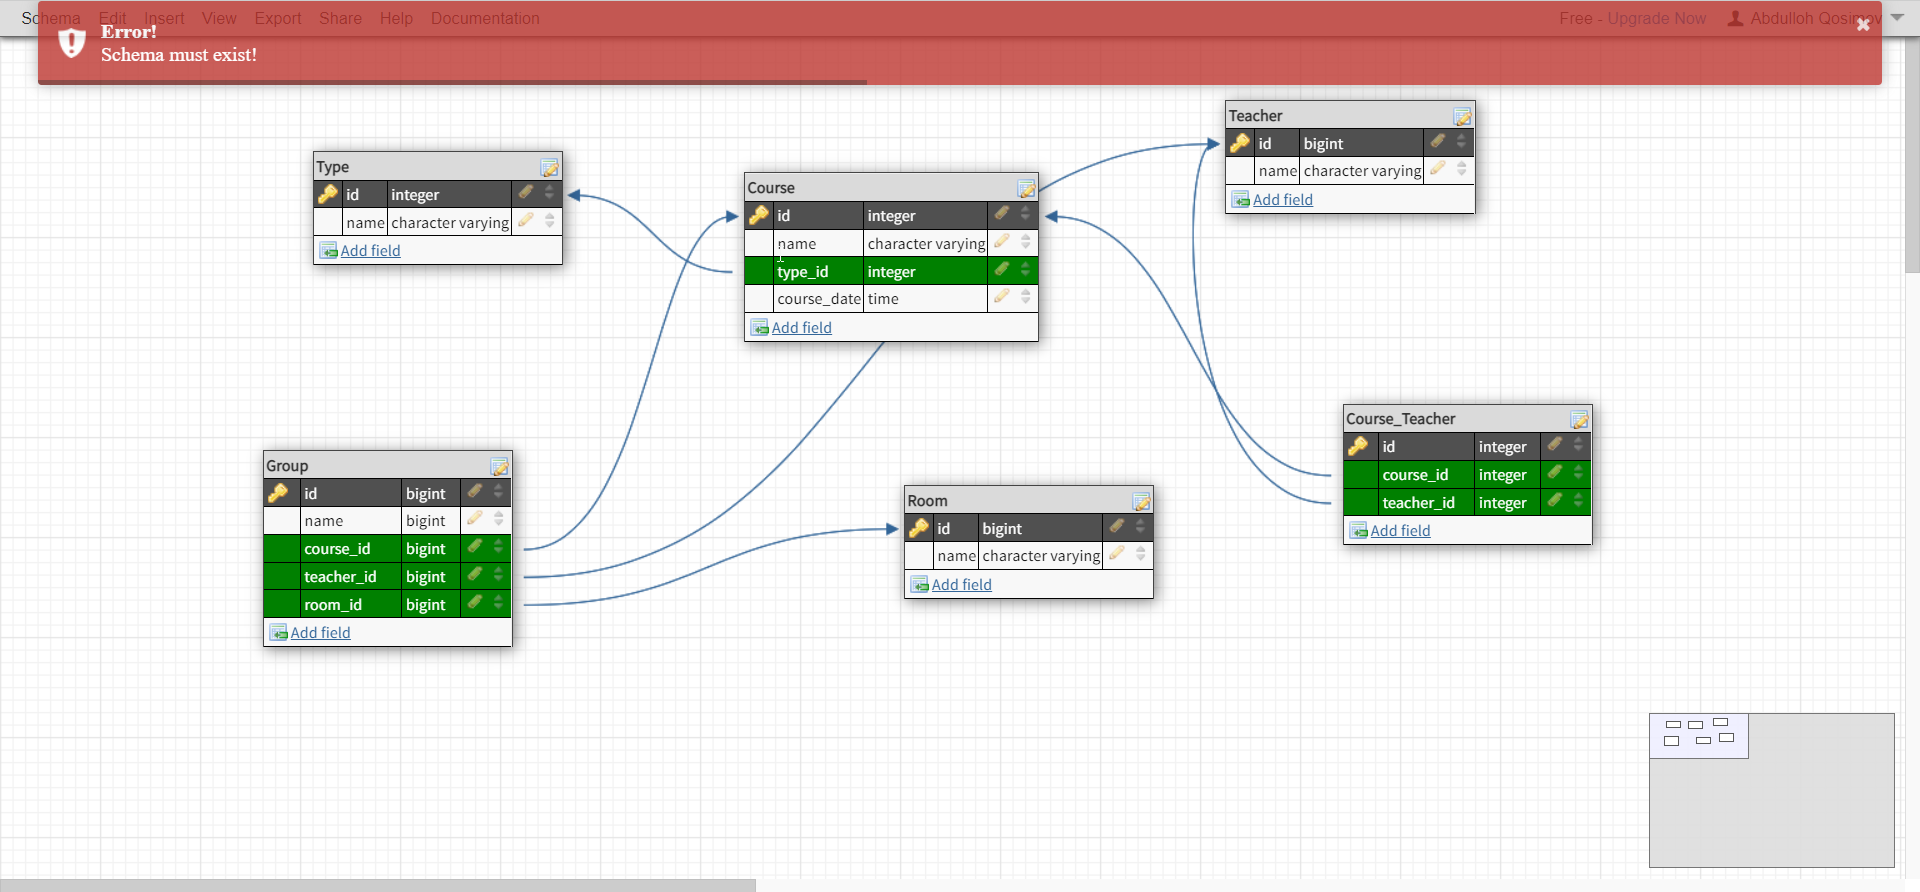 Schema Edit Insert View Export Share Help Documentation
Free - Upgrade Now
Abdulloh Qosimov
Error!
Schema must exist!
Teacher
id bigint
name character varying
Add field
Type
id integer
name character varying
Add field
Course
id integer
name character varying
type_id integer
course_date time
Add field
Course_Teacher
id integer
course_id integer
teacher_id integer
Add field
Group
id bigint
name bigint
course_id bigint
teacher_id bigint
room_id bigint
Add field
Room
id bigint
name character varying
Add field